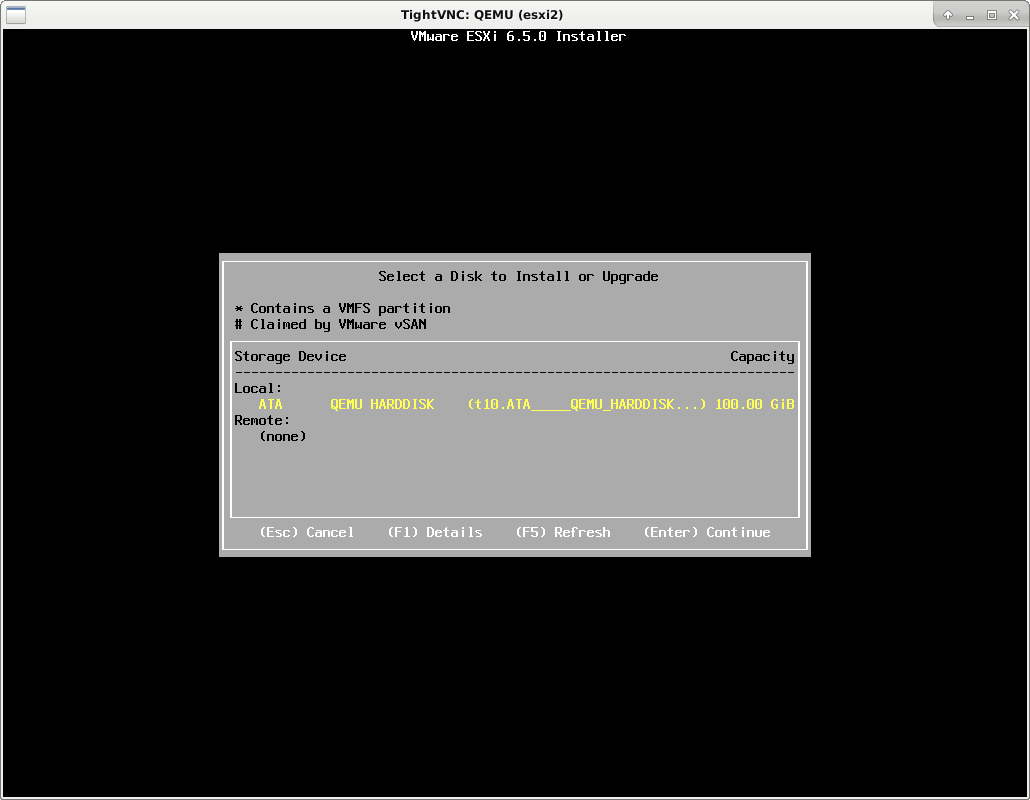 TightVNC: QEMU (esxi2)
VMware ESXi 6.5.0 Installer
Select a Disk to Install or Upgrade
* Contains a VMFS partition
# Claimed by VMware vSAN
Storage Device Capacity
--------------------------------------------------------------------------------
Local:
ATA QEMU HARDDISK (t10.ATA_____QEMU_HARDDISK...) 100.00 GiB
Remote:
(none)
(Esc) Cancel (F1) Details (F5) Refresh (Enter) Continue